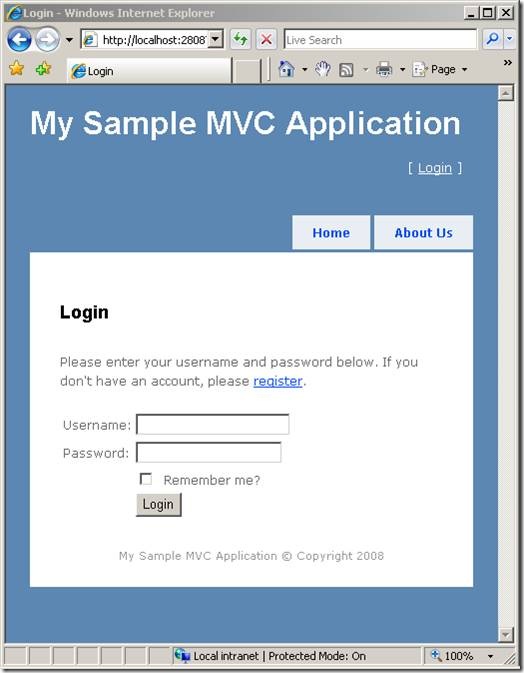 Login - Windows Internet Explorer
http://localhost:2808
Live Search
Login
Page
My Sample MVC Application
[ Login ]
Home
About Us
Login
Please enter your username and password below. If you
don't have an account, please register.
Username:
Password:
Remember me?
Login
My Sample MVC Application © Copyright 2008
Local intranet | Protected Mode: On
100%